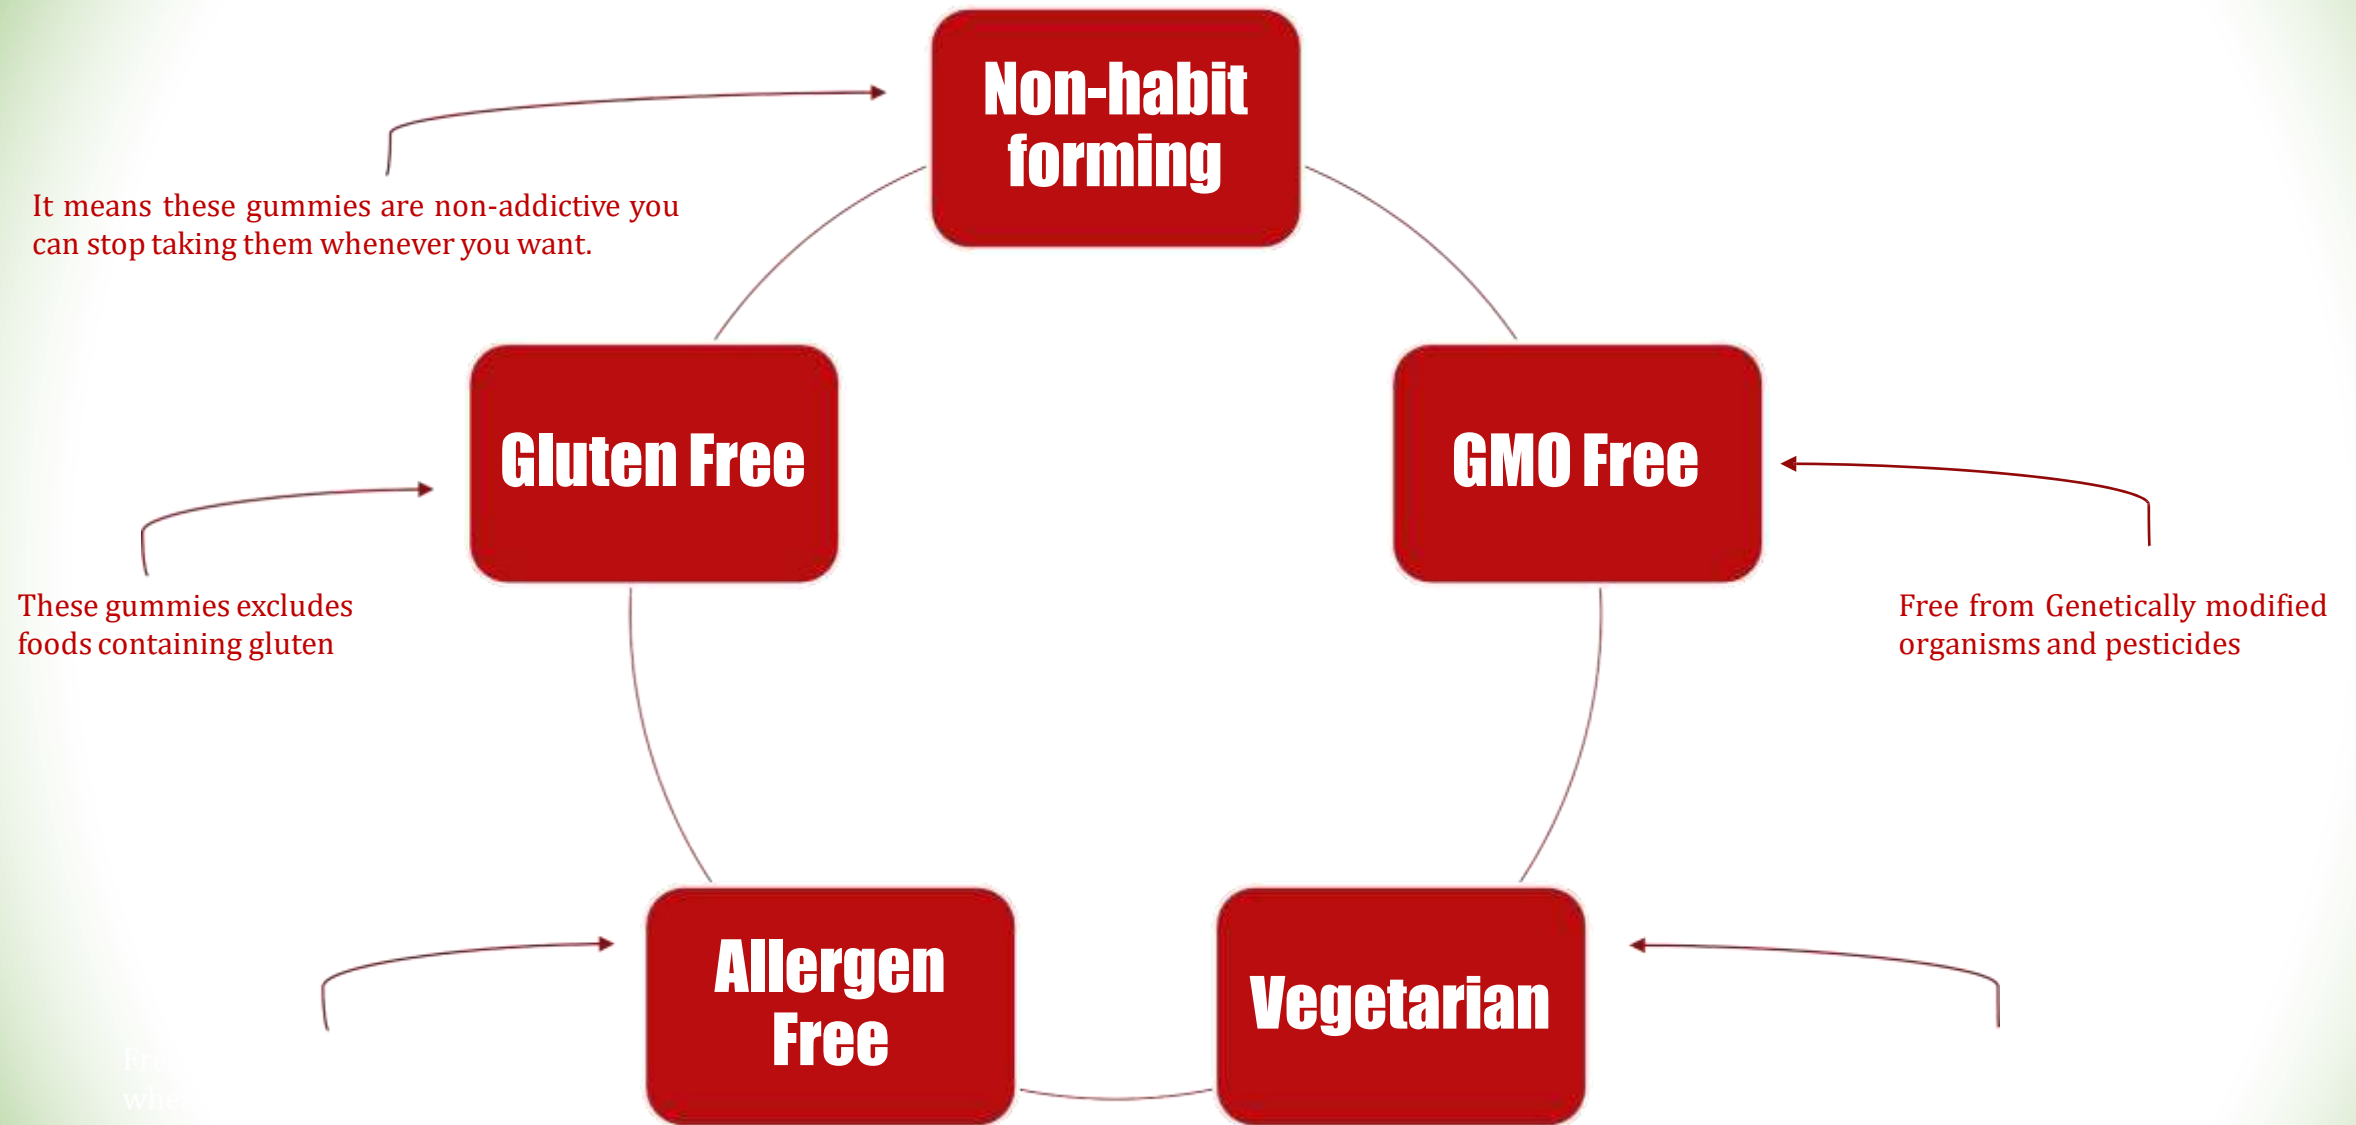 Non-habit
forming
It means these gummies are non-addictive you
can stop taking them whenever you want.
Gluten Free
GMO Free
These gummies excludes
foods containing gluten
Free from Genetically modified
organisms and pesticides
Allergen
Free
Vegetarian